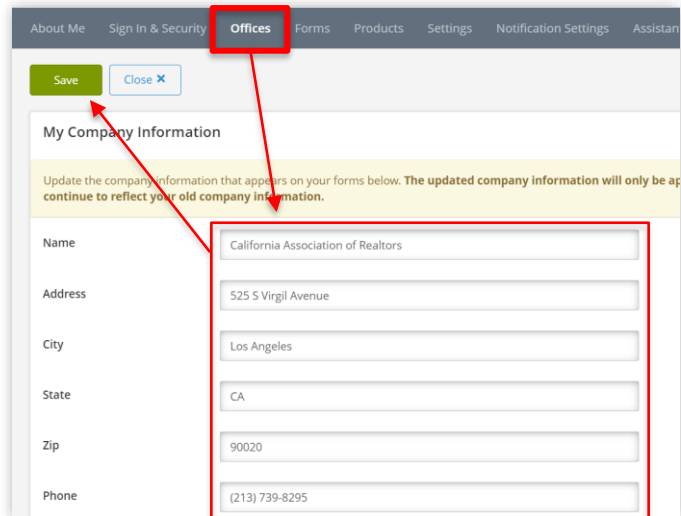 About Me Sign In & Security Offices Forms Products Settings Notification Settings Assistan
Save Close ×
My Company Information
Update the company information that appears on your forms below. The updated company information will only be ap
continue to reflect your old company information.
Name California Association of Realtors
Address 525 S Virgil Avenue
City Los Angeles
State CA
Zip 90020
Phone (213) 739-8295